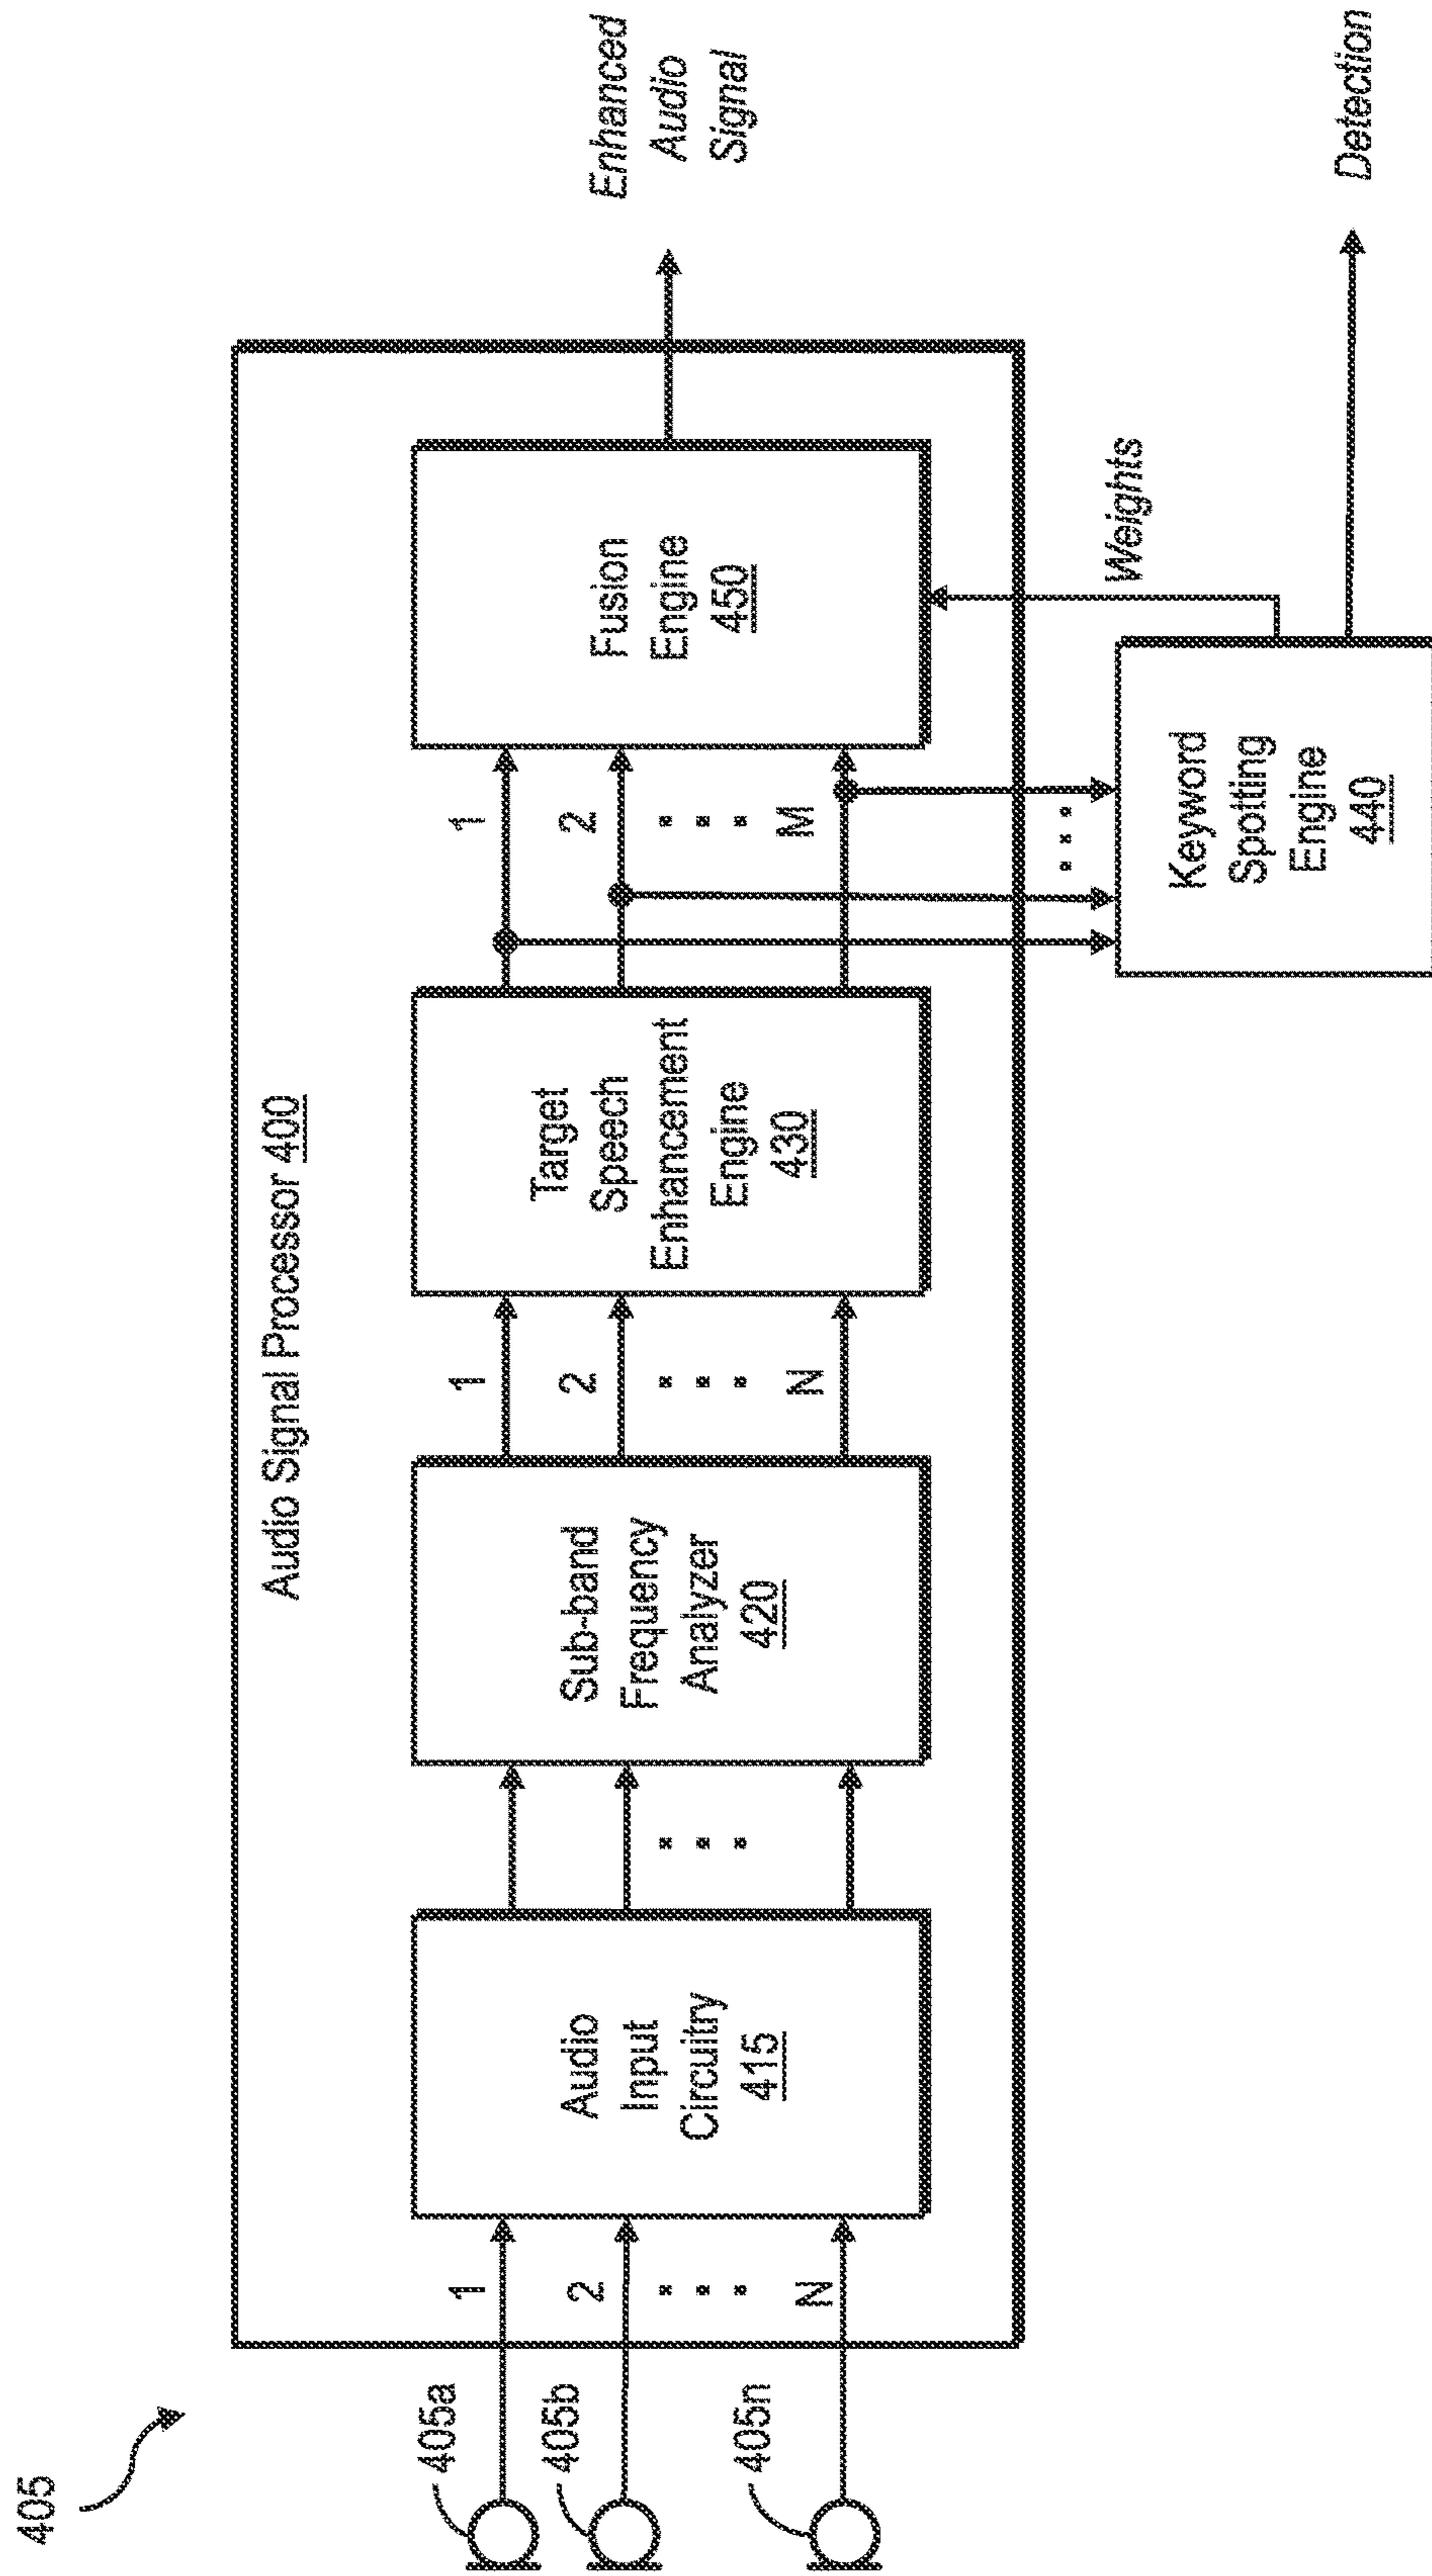 405
Audio Signal Processor 400
405a
405b
405n
1
2
N
Audio
Input
Circuitry
415
Sub-band
Frequency
Analyzer
420
1
2
N
Target
Speech
Enhancement
Engine
430
1
2
M
Fusion
Engine
450
Enhanced
Audio
Signal
Keyword
Spotting
Engine
440
Weights
Detection